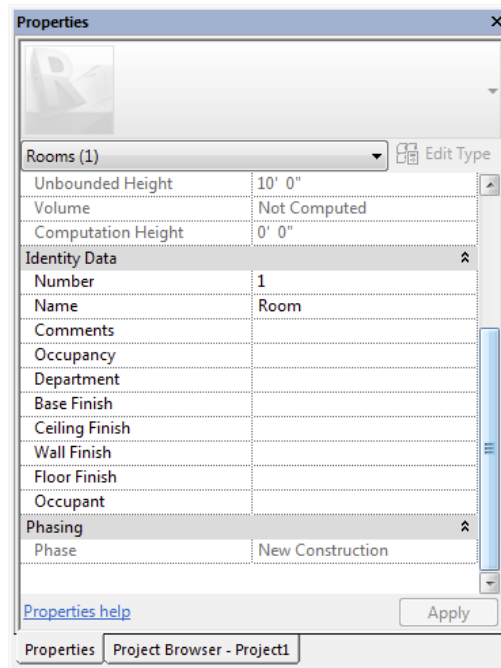 Properties
Rooms (1) Edit Type
Unbounded Height 10' 0"
Volume Not Computed
Computation Height 0' 0"
Identity Data
Number 1
Name Room
Comments
Occupancy
Department
Base Finish
Ceiling Finish
Wall Finish
Floor Finish
Occupant
Phasing
Phase New Construction
Properties help Apply
Properties Project Browser - Project1